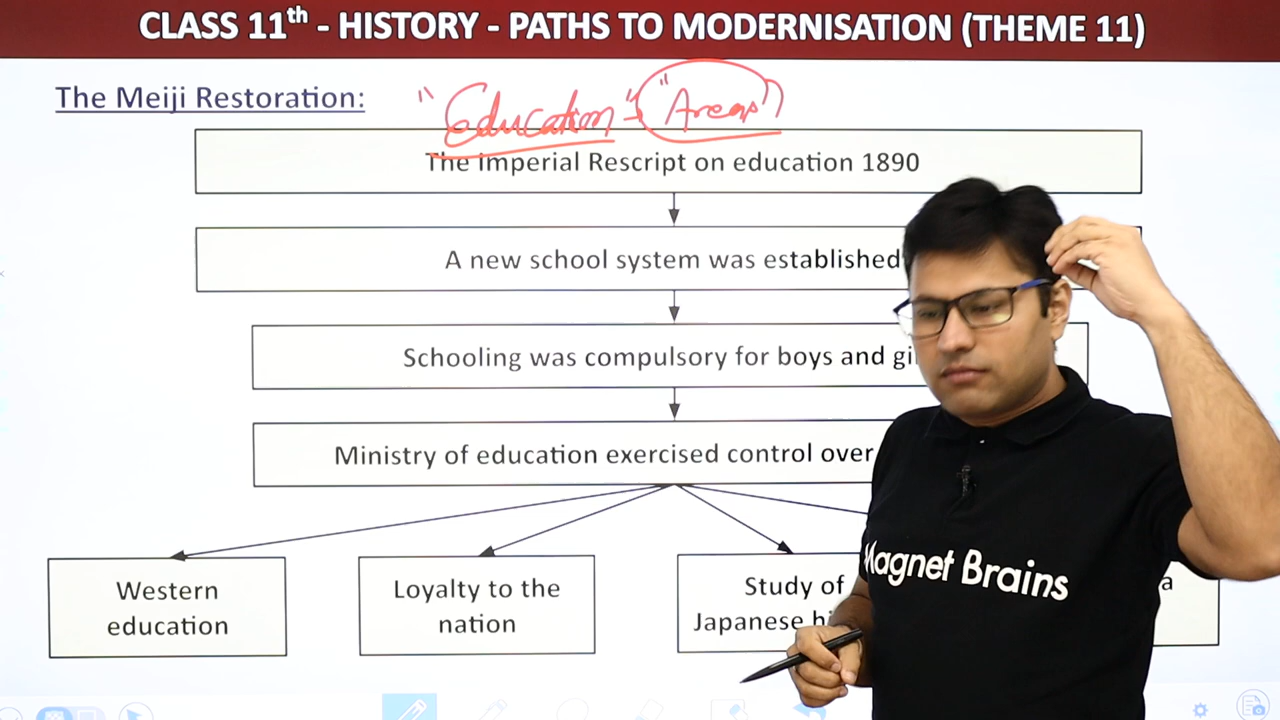 CLASS 11th - HISTORY - PATHS TO MODERNISATION (THEME 11)
The Meiji Restoration:
"Education" - "Areas"
The Imperial Rescript on education 1890
A new school system was established
Schooling was compulsory for boys and
Ministry of education exercised control over
Western
education
Loyalty to the
nation
Study of
Japanese
a
Magnet Brains